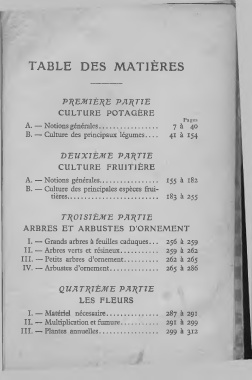 TABLE DES MATIÈRES
PREMIÈRE PARTIE
CULTURE POTAGÈRE
Pages
A. — Notions générales................. 7 à 40
B. — Culture des principaux légumes.... 41 à 154
DEUXIÈME PARTIE
CULTURE FRUITIÈRE
A. — Notions générales................. 155 à 182
B. — Culture des principales espèces frui-
tières......................... 183 à 255
TROISIÈME PARTIE
ARBRES ET ARBUSTES D'ORNEMENT
I. — Grands arbres à feuilles caduques... 256 à 259
II. — Arbres verts et résineux.......... 259 à 262
III. — Petits arbres d'ornement.......... 262 à 265
IV. — Arbustes d'ornement.............. 265 à 286
QUATRIÈME PARTIE
LES FLEURS
I. — Matériel nécessaire............... 287 à 291
II. — Multiplication et fumure........... 291 à 299
III. — Plantes annuelles................. 299 à 312